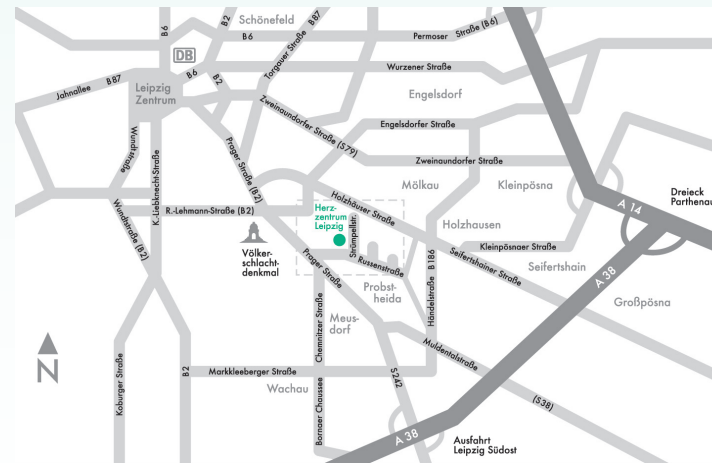 Schönefeld
B6
B2
B87
B6
Permoser Straße (B6)
Torgauer Straße
DB
B6
B2
Wurzener Straße
Jahnallee B87
Leipzig
Zentrum
Engelsdorf
Zweinaundorfer Straße (S79)
Engelsdorfer Straße
Wundtstraße
K.-Liebknecht-Straße
Prager Straße (B2)
Zweinaundorfer Straße
Mölkau
Kleinpösna
Dreieck
Parthenau
A 14
Wundtstraße (B2)
R.-Lehmann-Straße (B2)
Herz-
zentrum
Leipzig
Strümpellstr.
Holzhäuser Straße
Holzhausen
Völker-
schlacht-
denkmal
Prager Straße
Russenstraße
B186
Kleinpösnaer Straße
Seifertshainer Straße
Seifertshain
A 38
Großpösna
Probst-
heida
Händelstraße
Meus-
dorf
Chemnitzer Straße
N
Koburger Straße
B2
Markkleeberger Straße
Wachau
Bornaer Chaussee
S242
Muldentalstraße
(S38)
A 38
Ausfahrt
Leipzig Südost